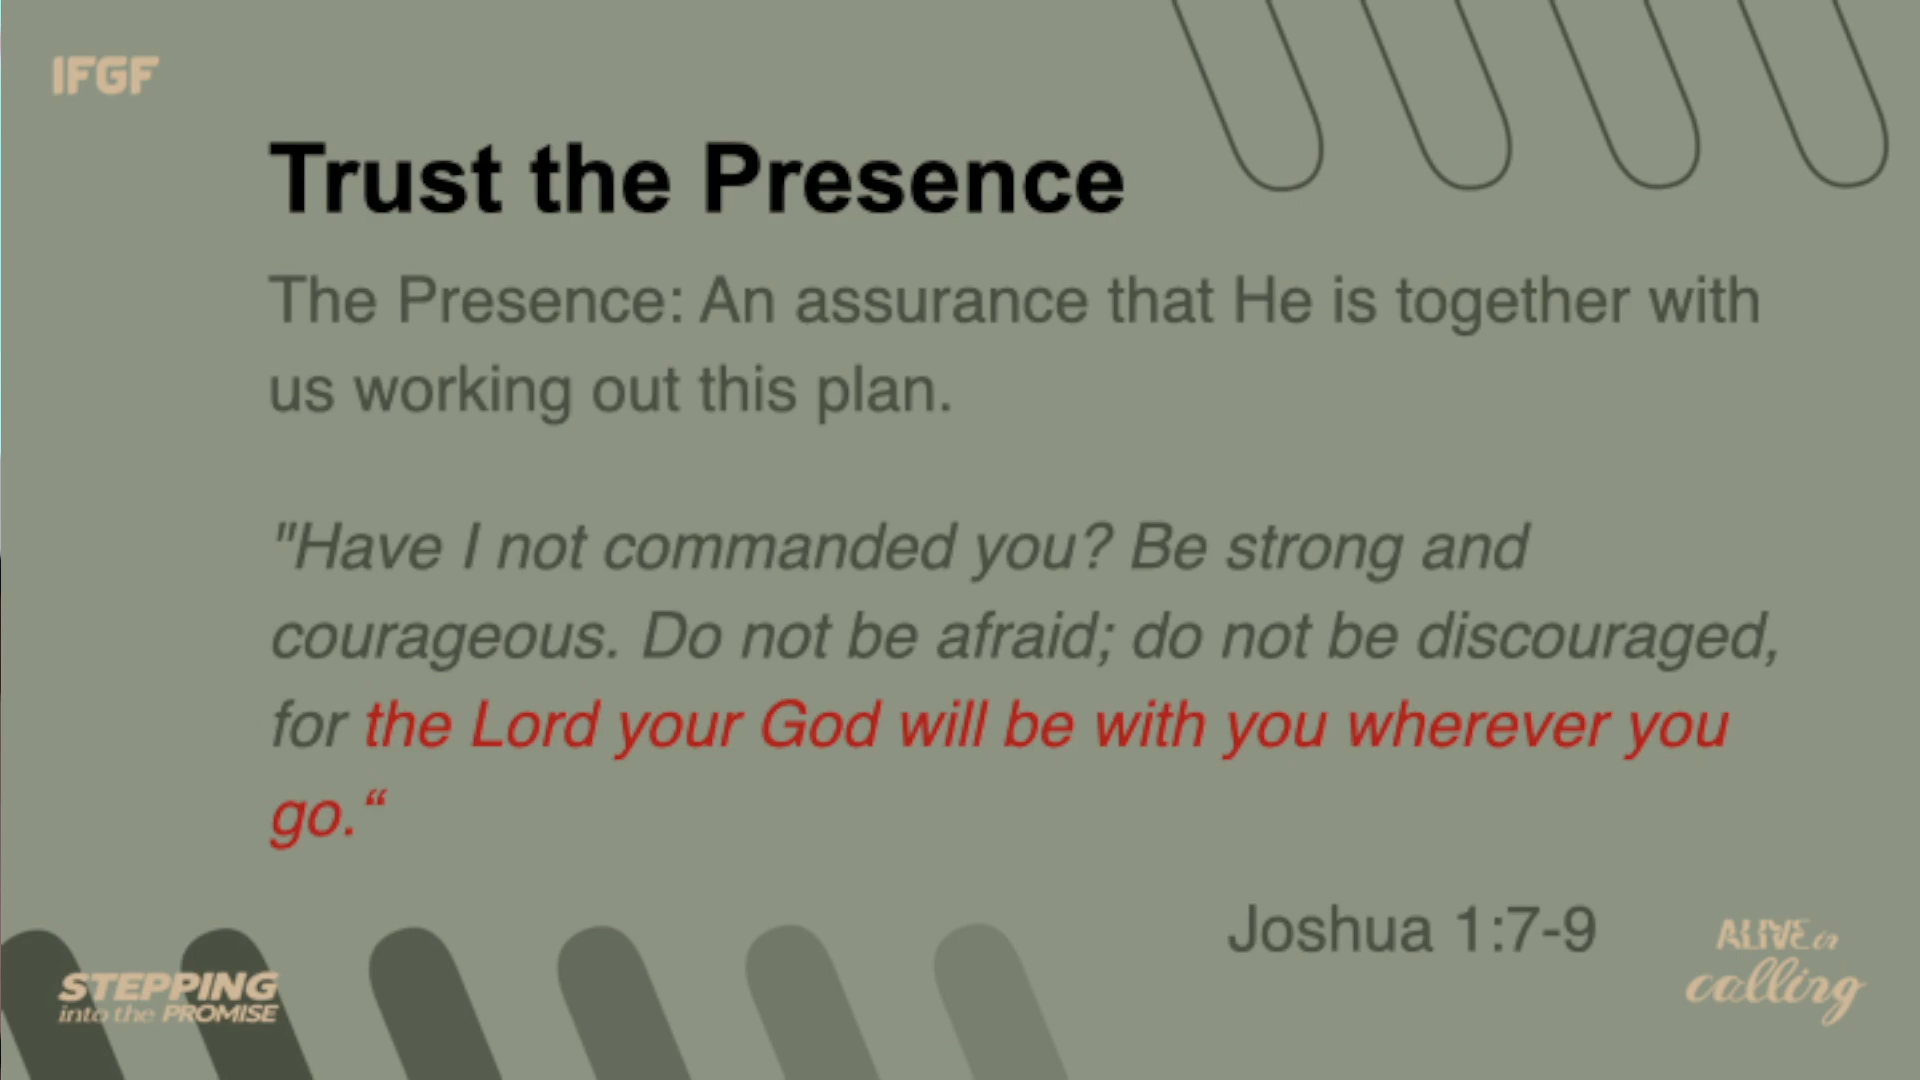 IFGF
Trust the Presence
The Presence: An assurance that He is together with
us working out this plan.
"Have I not commanded you? Be strong and
courageous. Do not be afraid; do not be discouraged,
for the Lord your God will be with you wherever you
go.“
Joshua 1:7-9
STEPPING
into the PROMISE
ALIVE in
calling